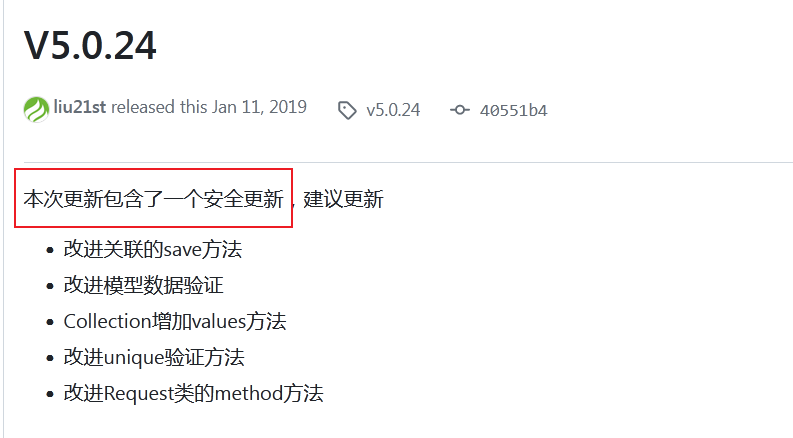 V5.0.24
liu21st released this Jan 11, 2019 v5.0.24 40551b4
本次更新包含了一个安全更新，建议更新
• 改进关联的save方法
• 改进模型数据验证
• Collection增加values方法
• 改进unique验证方法
• 改进Request类的method方法